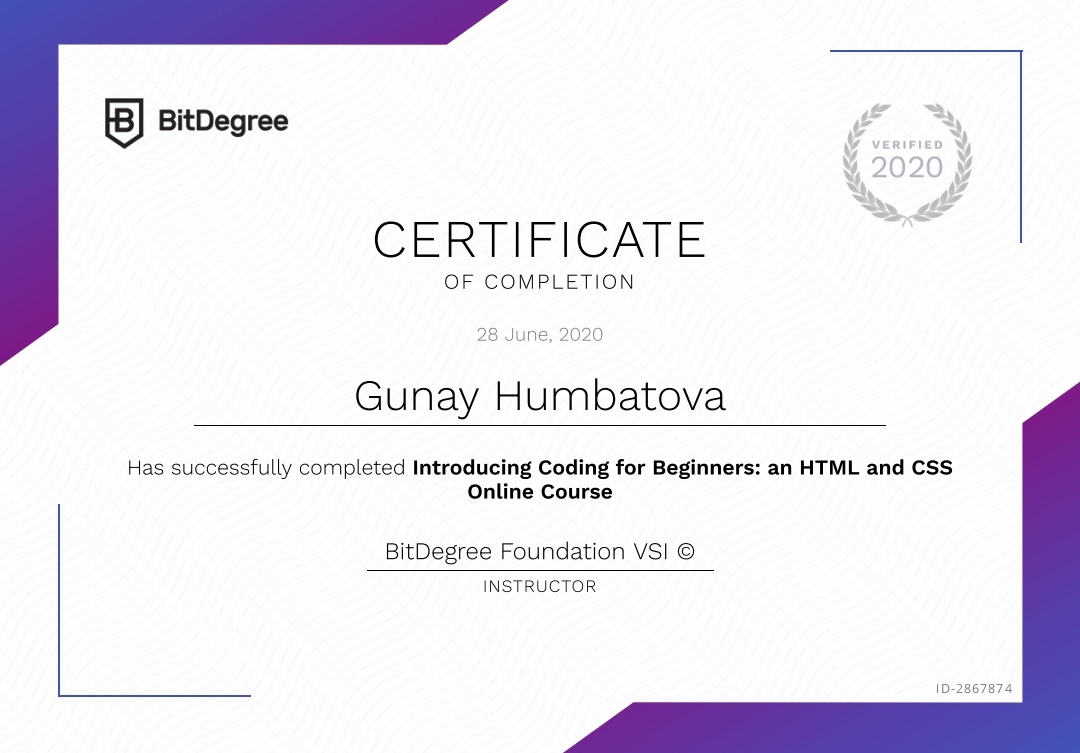 BitDegree
VERIFIED
2020
CERTIFICATE
OF COMPLETION
28 June, 2020
Gunay Humbatova
Has successfully completed Introducing Coding for Beginners: an HTML and CSS
Online Course
BitDegree Foundation VSI ©
INSTRUCTOR
ID-2867874